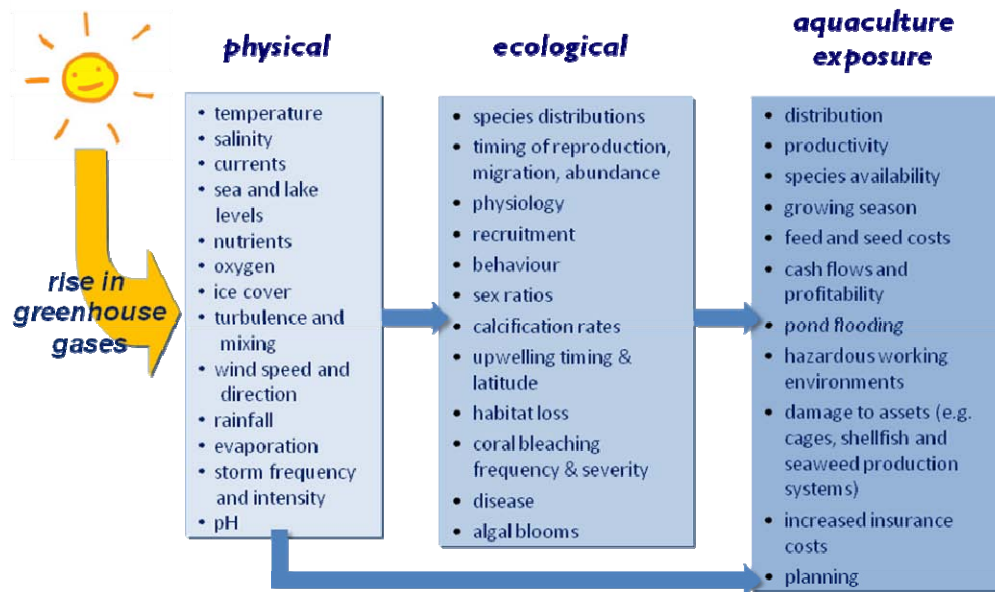 physical
ecological
aquaculture
exposure
rise in
greenhouse
gases
• temperature
• salinity
• currents
• sea and lake
levels
• nutrients
• oxygen
• ice cover
• turbulence and
mixing
• wind speed and
direction
• rainfall
• evaporation
• storm frequency
and intensity
• pH
• species distributions
• timing of reproduction,
migration, abundance
• physiology
• recruitment
• behaviour
• sex ratios
• calcification rates
• upwelling timing &
latitude
• habitat loss
• coral bleaching
frequency & severity
• disease
• algal blooms
• distribution
• productivity
• species availability
• growing season
• feed and seed costs
• cash flows and
profitability
• pond flooding
• hazardous working
environments
• damage to assets (e.g.
cages, shellfish and
seaweed production
systems)
• increased insurance
costs
• planning